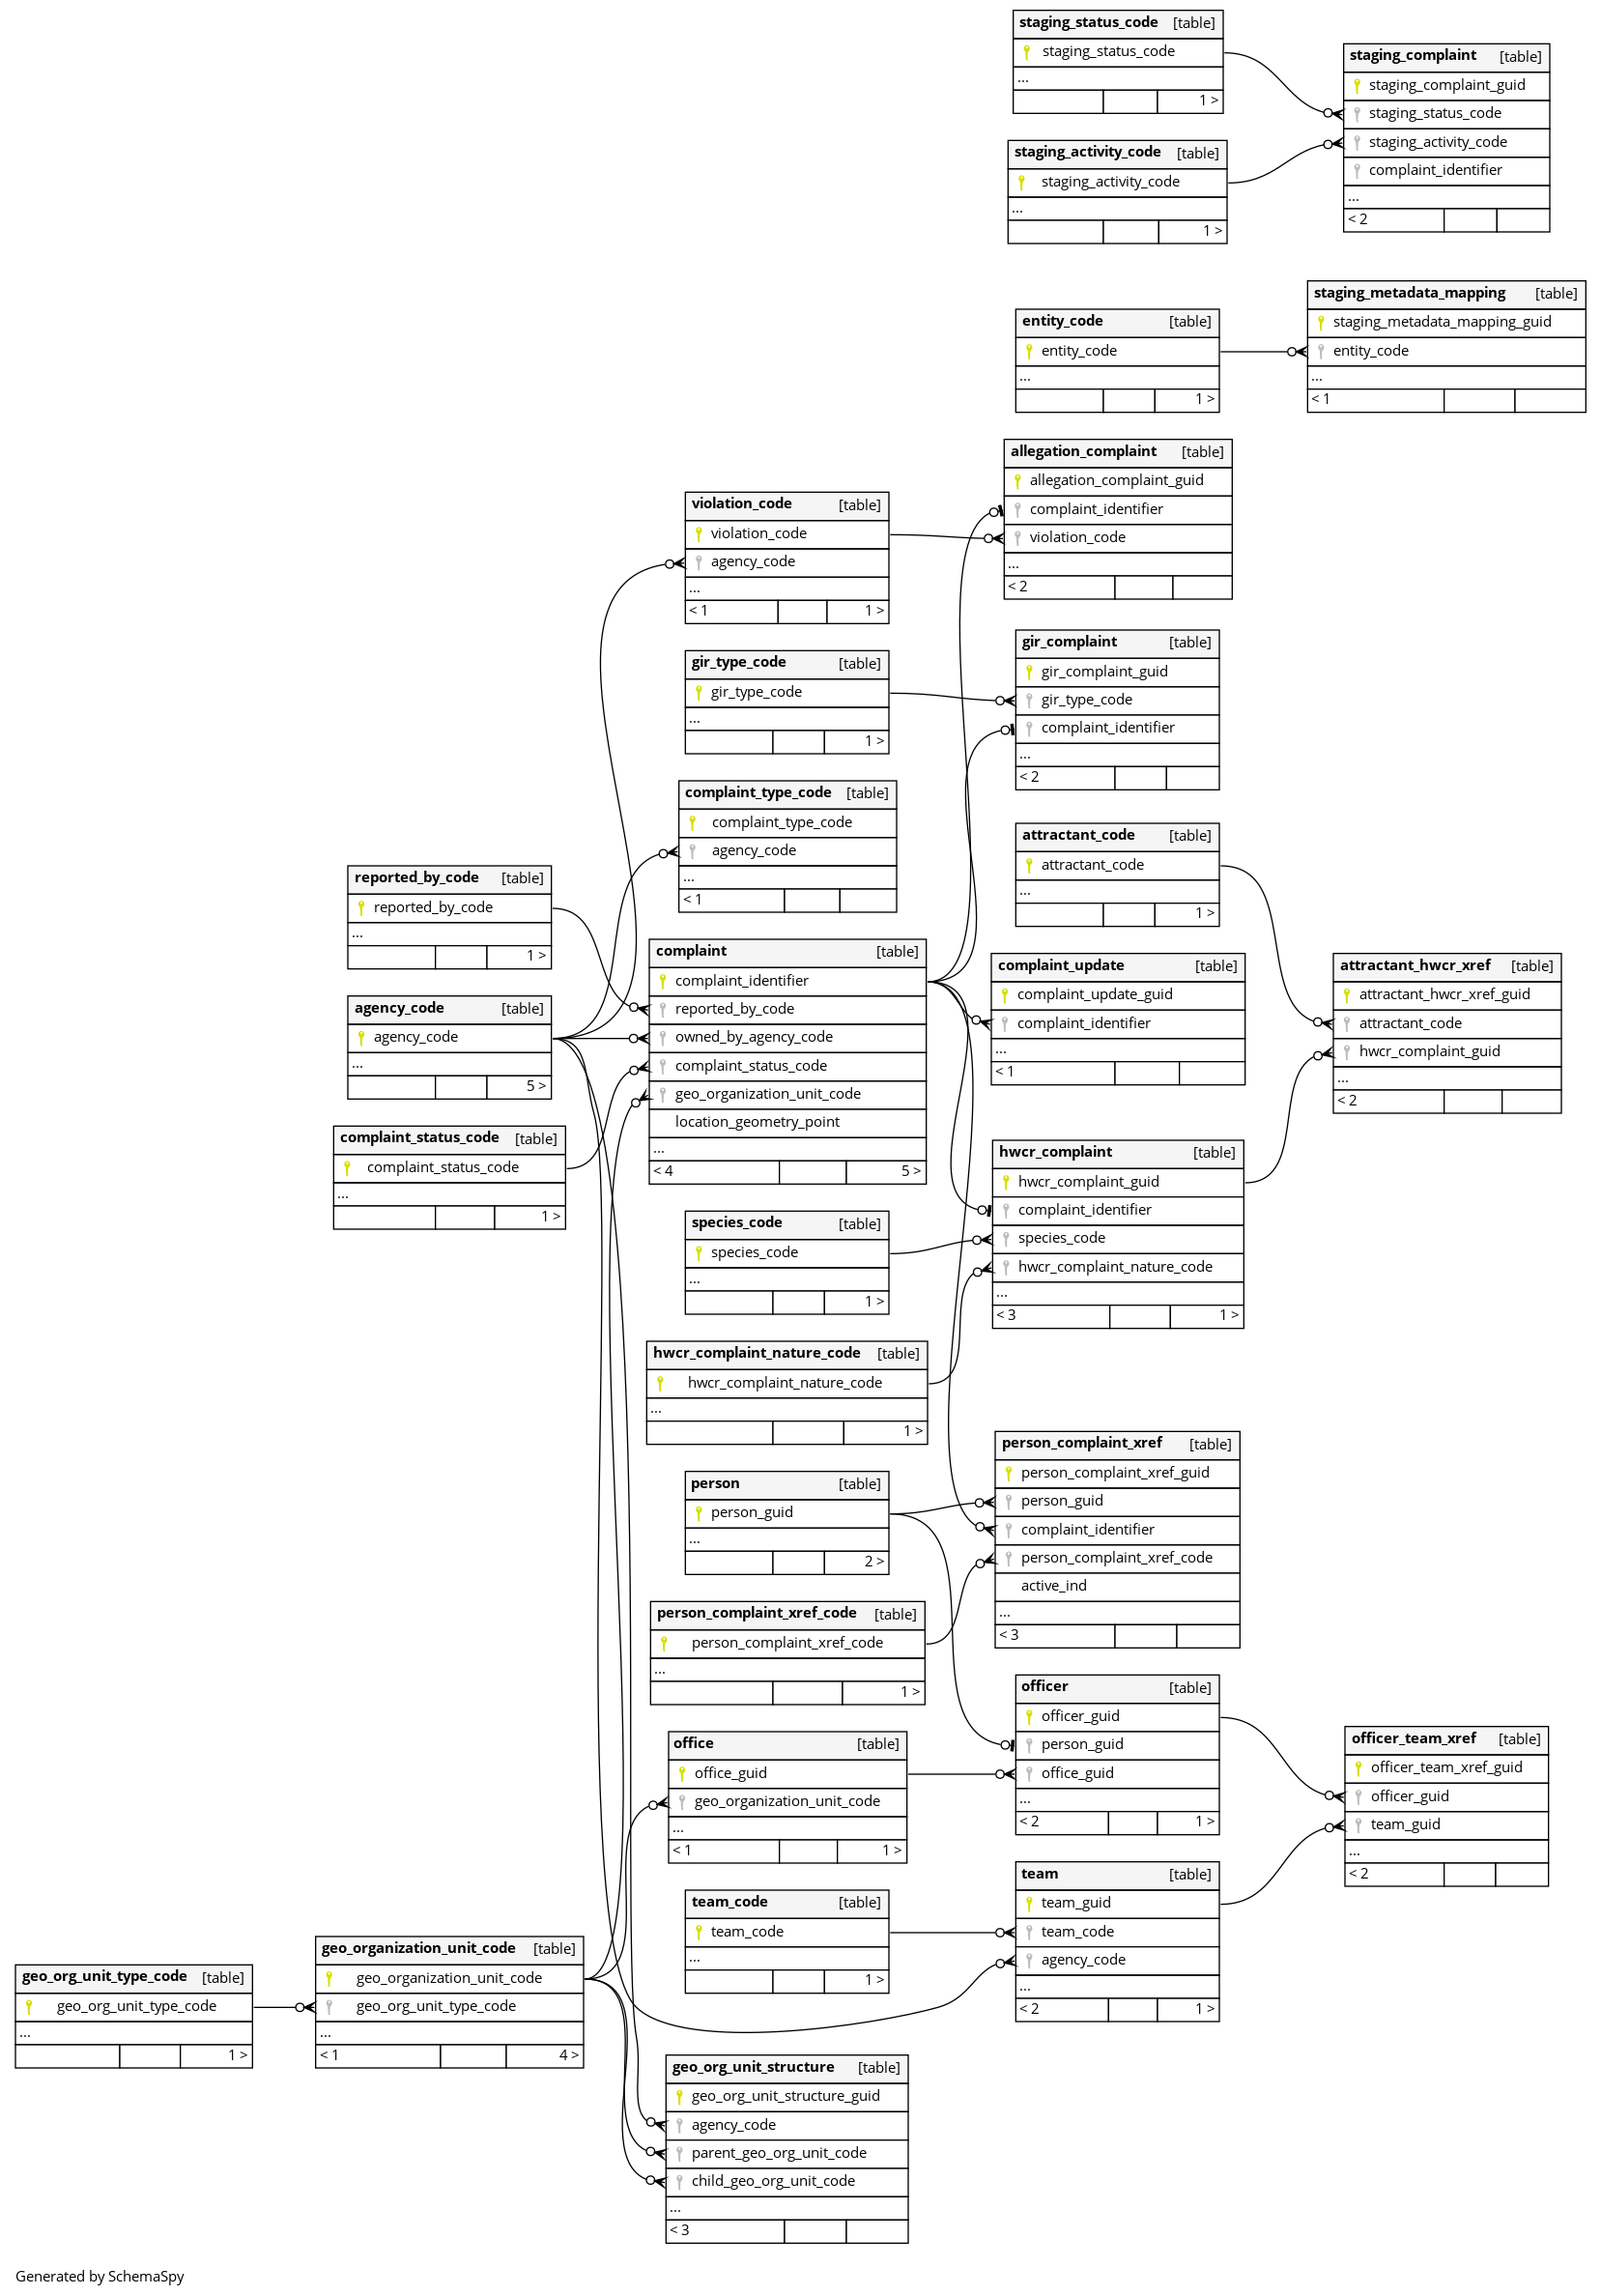 staging_status_code [table]
staging_status_code
...
1 >
staging_complaint [table]
staging_complaint_guid
staging_status_code
staging_activity_code
complaint_identifier
...
< 2
staging_activity_code [table]
staging_activity_code
...
1 >
staging_metadata_mapping [table]
staging_metadata_mapping_guid
entity_code
...
< 1
entity_code [table]
entity_code
...
1 >
allegation_complaint [table]
allegation_complaint_guid
complaint_identifier
violation_code
...
< 2
violation_code [table]
violation_code
agency_code
...
< 1 1 >
gir_complaint [table]
gir_complaint_guid
gir_type_code
complaint_identifier
...
< 2
gir_type_code [table]
gir_type_code
...
1 >
complaint_type_code [table]
complaint_type_code
agency_code
...
< 1
attractant_code [table]
attractant_code
...
1 >
reported_by_code [table]
reported_by_code
...
1 >
complaint [table]
complaint_identifier
reported_by_code
owned_by_agency_code
complaint_status_code
geo_organization_unit_code
location_geometry_point
...
< 4 5 >
complaint_update [table]
complaint_update_guid
complaint_identifier
...
< 1
attractant_hwcr_xref [table]
attractant_hwcr_xref_guid
attractant_code
hwcr_complaint_guid
...
< 2
agency_code [table]
agency_code
...
5 >
complaint_status_code [table]
complaint_status_code
...
1 >
hwcr_complaint [table]
hwcr_complaint_guid
complaint_identifier
species_code
hwcr_complaint_nature_code
...
< 3 1 >
species_code [table]
species_code
...
1 >
hwcr_complaint_nature_code [table]
hwcr_complaint_nature_code
...
1 >
person_complaint_xref [table]
person_complaint_xref_guid
person_guid
complaint_identifier
person_complaint_xref_code
active_ind
...
< 3
person [table]
person_guid
...
2 >
person_complaint_xref_code [table]
person_complaint_xref_code
...
1 >
officer [table]
officer_guid
person_guid
office_guid
...
< 2 1 >
office [table]
office_guid
geo_organization_unit_code
...
< 1 1 >
officer_team_xref [table]
officer_team_xref_guid
officer_guid
team_guid
...
< 2
team [table]
team_guid
team_code
agency_code
...
< 2 1 >
team_code [table]
team_code
...
1 >
geo_organization_unit_code [table]
geo_organization_unit_code
geo_org_unit_type_code
...
< 1 4 >
geo_org_unit_type_code [table]
geo_org_unit_type_code
...
1 >
geo_org_unit_structure [table]
geo_org_unit_structure_guid
agency_code
parent_geo_org_unit_code
child_geo_org_unit_code
...
< 3
Generated by SchemaSpy